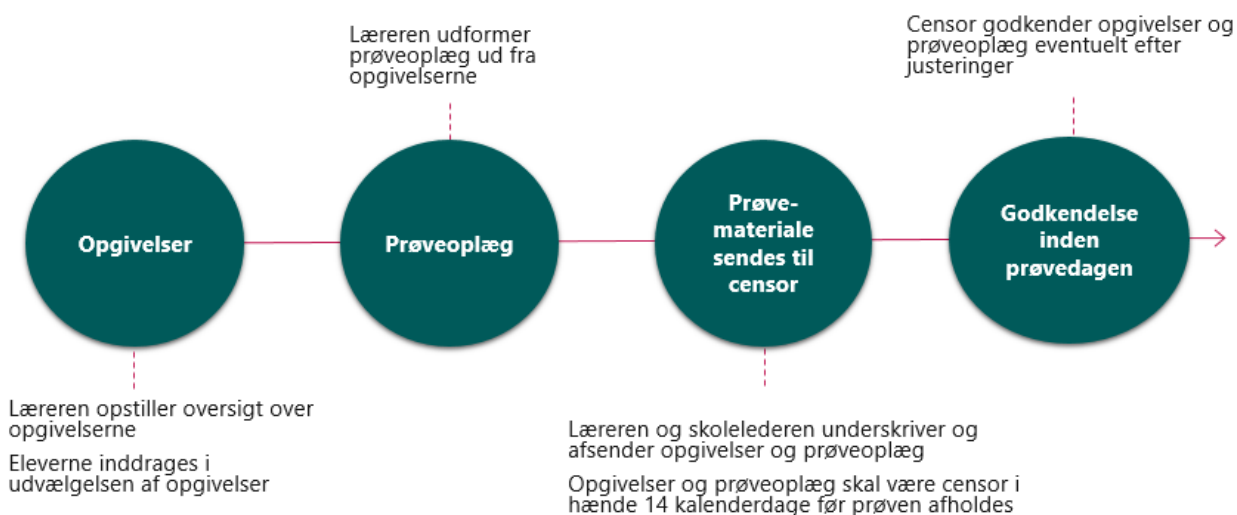 Læreren udformer
prøveoplæg ud fra
opgivelserne
Censor godkender opgivelser og
prøveoplæg eventuelt efter
justeringer
Opgivelser
Prøveoplæg
Prøve-
materiale
sendes til
censor
Godkendelse
inden
prøvedagen
Læreren opstiller oversigt over
opgivelserne
Eleverne inddrages i
udvælgelsen af opgivelser
Læreren og skolelederen underskriver og
afsender opgivelser og prøveoplæg
Opgivelser og prøveoplæg skal være censor i
hænde 14 kalenderdage før prøven afholdes